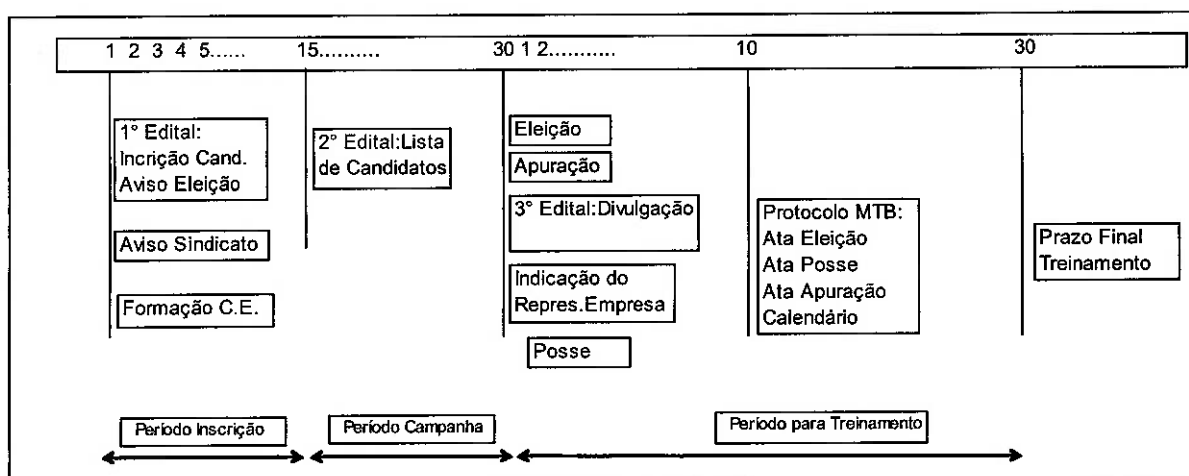 1 2 3 4 5...... 15.......... 30 1 2........... 10 30
1° Edital:
Incrição Cand.
Aviso Eleição
Aviso Sindicato
Formação C.E.
2° Edital:Lista
de Candidatos
Eleição
Apuração
3° Edital:Divulgação
Indicação do
Repres.Empresa
Posse
Protocolo MTB:
Ata Eleição
Ata Posse
Ata Apuração
Calendário
Prazo Final
Treinamento
Período Inscrição
Período Campanha
Período para Treinamento